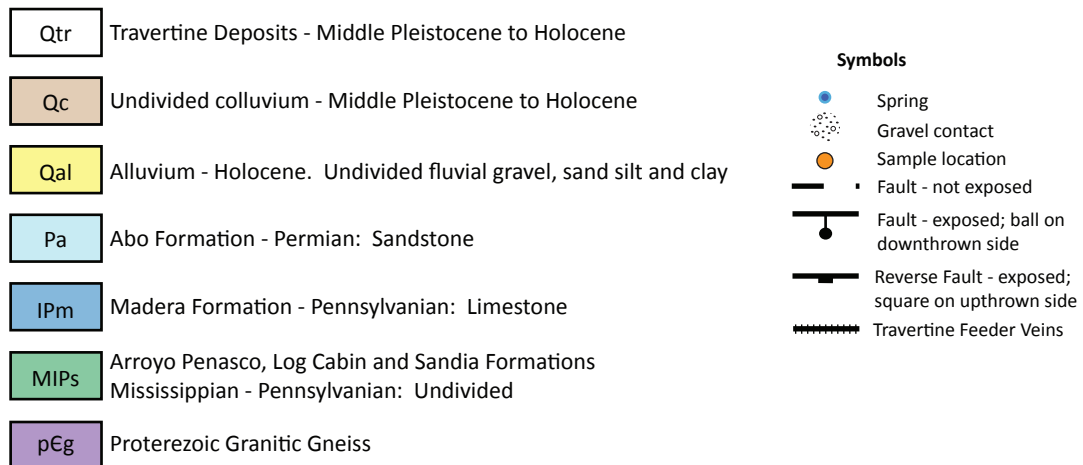 Qtr
Travertine Deposits - Middle Pleistocene to Holocene
Qc
Undivided colluvium - Middle Pleistocene to Holocene
Qal
Alluvium - Holocene.  Undivided fluvial gravel, sand silt and clay
Pa
Abo Formation - Permian:  Sandstone
IPm
Madera Formation - Pennsylvanian:  Limestone
MIPs
Arroyo Penasco, Log Cabin and Sandia Formations
Mississippian - Pennsylvanian:  Undivided
pЄg
Proterezoic Granitic Gneiss
Symbols
Spring
Gravel contact
Sample location
Fault - not exposed
Fault - exposed; ball on
downthrown side
Reverse Fault - exposed;
square on upthrown side
Travertine Feeder Veins